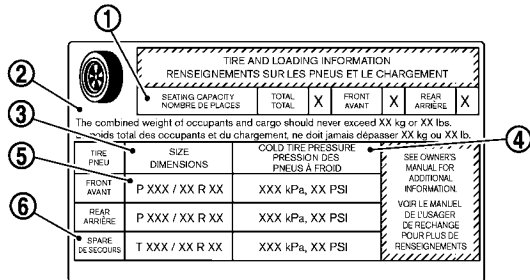 ①
TIRE AND LOADING INFORMATION
RENSEIGNEMENTS SUR LES PNEUS ET LE CHARGEMENT
②
SEATING CAPACITY TOTAL X FRONT X REAR X
NOMBRE DE PLACES TOTAL AVANT ARRIÈRE
The combined weight of occupants and cargo should never exceed XX kg or XX lbs.
③
poids total des occupants et du chargement, ne doit jamais dépasser XX kg ou XX lb.
④
TIRE
PNEU
SIZE
DIMENSIONS
COLD TIRE PRESSURE
PRESSION DES
PNEUS À FROID
⑤
FRONT
AVANT
P XXX / XX R XX
XXX kPa, XX PSI
REAR
ARRIÈRE
P XXX / XX R XX
XXX kPa, XX PSI
⑥
SPARE
DE SECOURS
T XXX / XX R XX
XXX kPa, XX PSI
SEE OWNER'S
MANUAL FOR
ADDITIONAL
INFORMATION.
VOIR LE MANUEL
DE L'USAGER
DE RECHANGE
POUR PLUS DE
RENSEIGNEMENTS